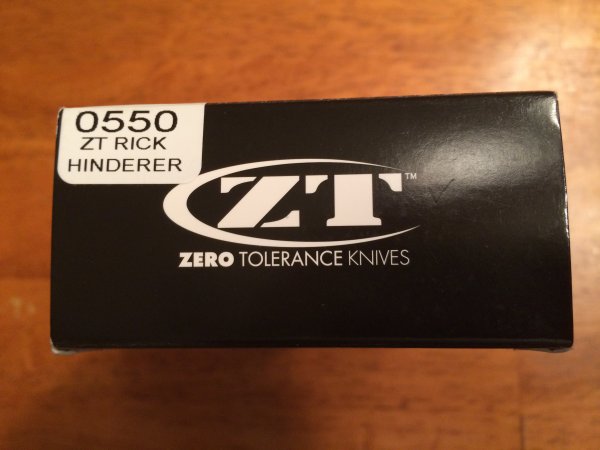 0550
ZT RICK
HINDERER
ZT™
ZERO TOLERANCE KNIVES